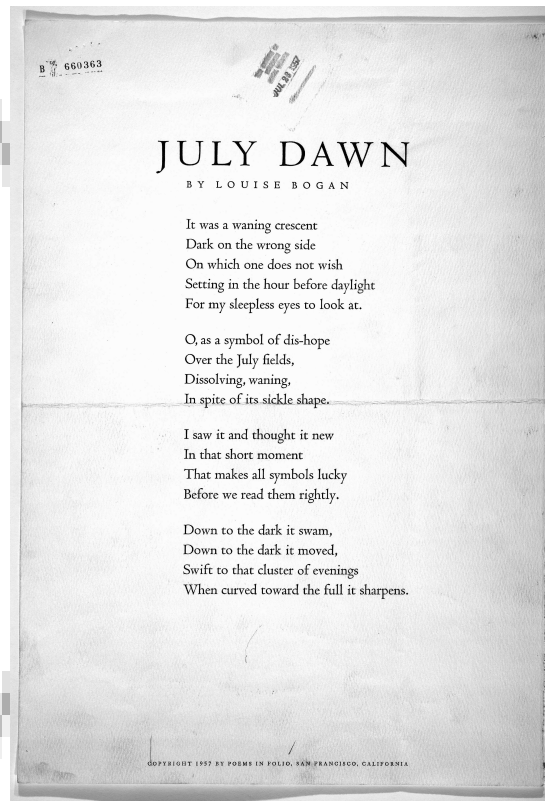 B 660363
JUL 23 1957
JULY DAWN
BY LOUISE BOGAN
It was a waning crescent
Dark on the wrong side
On which one does not wish
Setting in the hour before daylight
For my sleepless eyes to look at.
O, as a symbol of dis-hope
Over the July fields,
Dissolving, waning,
In spite of its sickle shape.
I saw it and thought it new
In that short moment
That makes all symbols lucky
Before we read them rightly.
Down to the dark it swam,
Down to the dark it moved,
Swift to that cluster of evenings
When curved toward the full it sharpens.
COPYRIGHT 1957 BY POEMS IN FOLIO, SAN FRANCISCO, CALIFORNIA